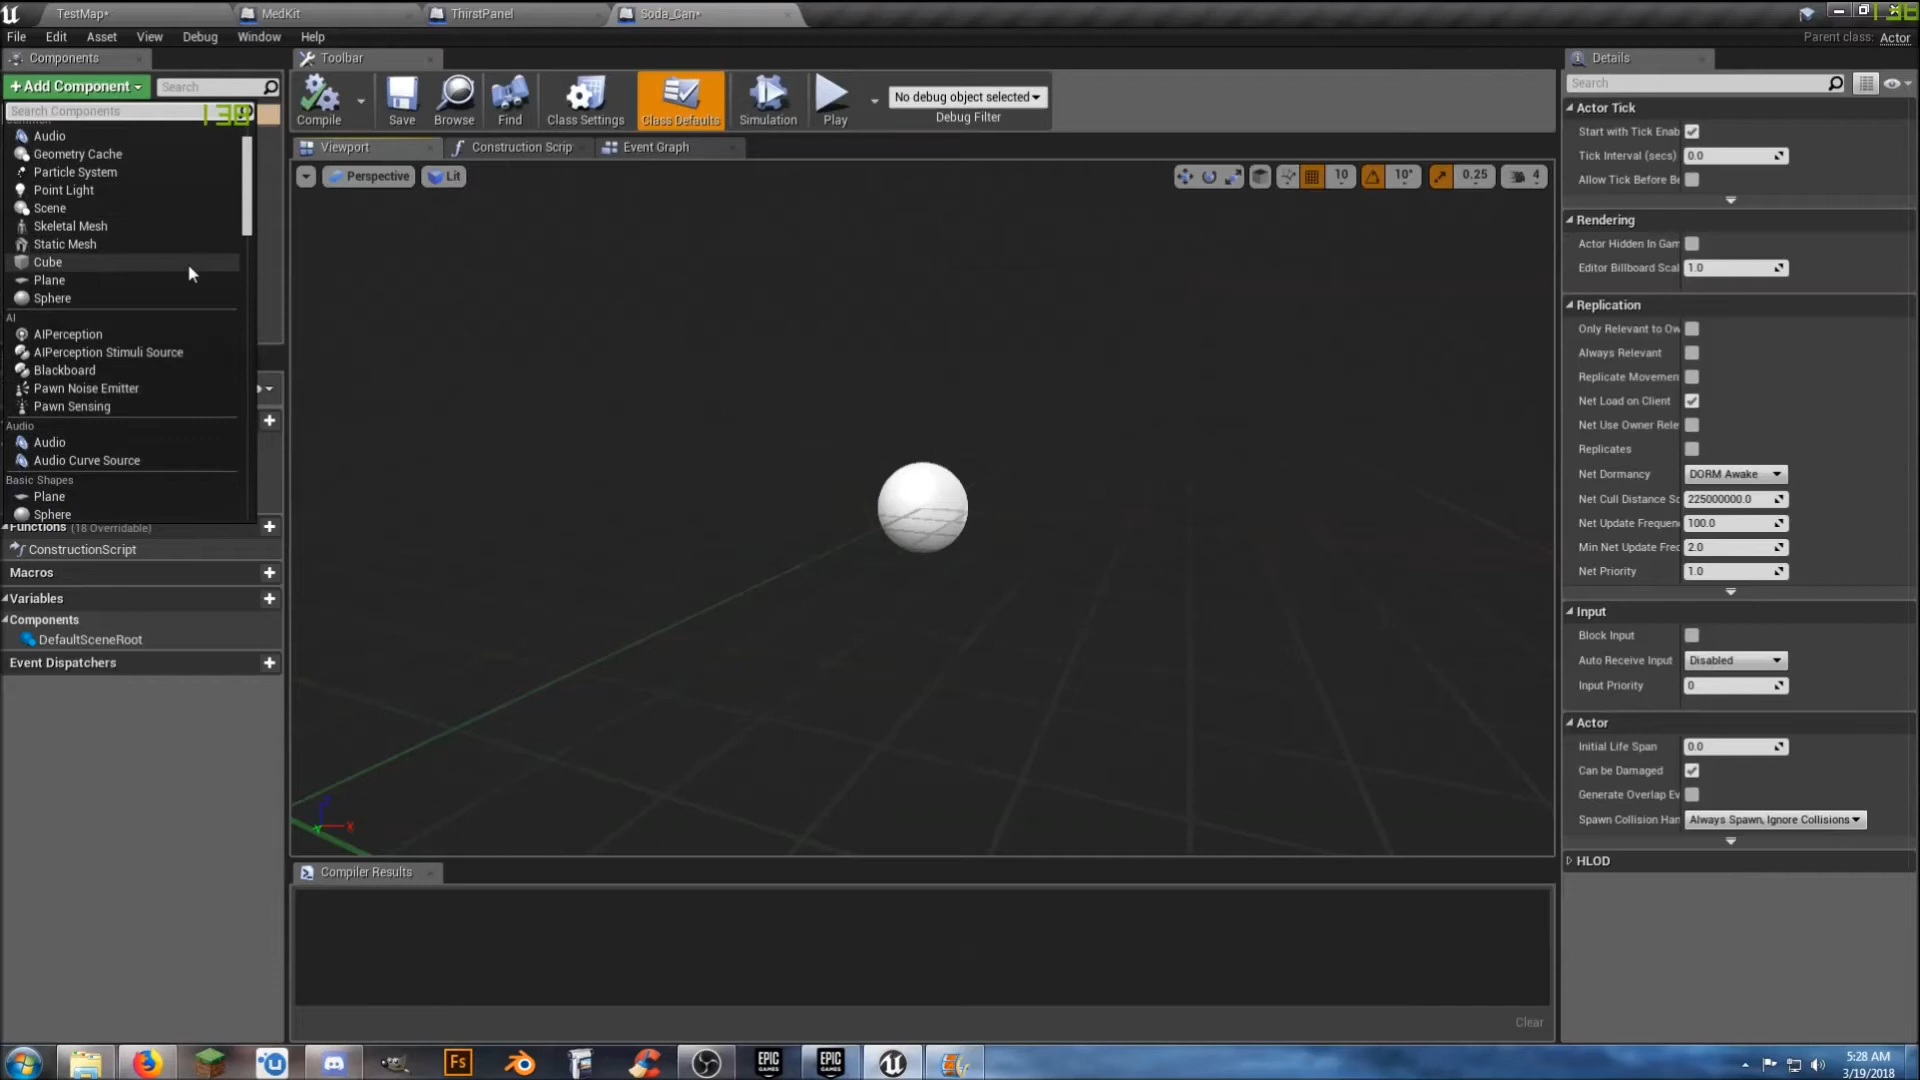 TestMap*
MedKit
ThirstPanel
Soda_Can*
138
File
Edit
Asset
View
Debug
Window
Help
Parent class: Actor
Components
Toolbar
Details
+Add Component
Search
Search Components
138
Compile
Save
Browse
Find
Class Settings
Class Defaults
Simulation
Play
No debug object selected
Debug Filter
Search
Audio
Geometry Cache
Particle System
Point Light
Scene
Skeletal Mesh
Static Mesh
Cube
Plane
Sphere
AI
AIPerception
AIPerception Stimuli Source
Blackboard
Pawn Noise Emitter
Pawn Sensing
Audio
Audio
Audio Curve Source
Basic Shapes
Plane
Sphere
Functions (18 Overridable)
ConstructionScript
Macros
Variables
Components
DefaultSceneRoot
Event Dispatchers
Viewport
Construction Scrip
Event Graph
Perspective
Lit
10
10°
0.25
4
X
Compiler Results
Clear
Actor Tick
Start with Tick Enab
Tick Interval (secs) 0.0
Allow Tick Before Be
Rendering
Actor Hidden In Gam
Editor Billboard Scal 1.0
Replication
Only Relevant to Ow
Always Relevant
Replicate Movemen
Net Load on Client
Net Use Owner Rele
Replicates
Net Dormancy DORM Awake
Net Cull Distance Sc 225000000.0
Net Update Frequen 100.0
Min Net Update Frec 2.0
Net Priority 1.0
Input
Block Input
Auto Receive Input Disabled
Input Priority 0
Actor
Initial Life Span 0.0
Can be Damaged
Generate Overlap Ev
Spawn Collision Han Always Spawn, Ignore Collisions
HLOD
Fs
EPIC GAMES
EPIC GAMES
5:28 AM
3/19/2018